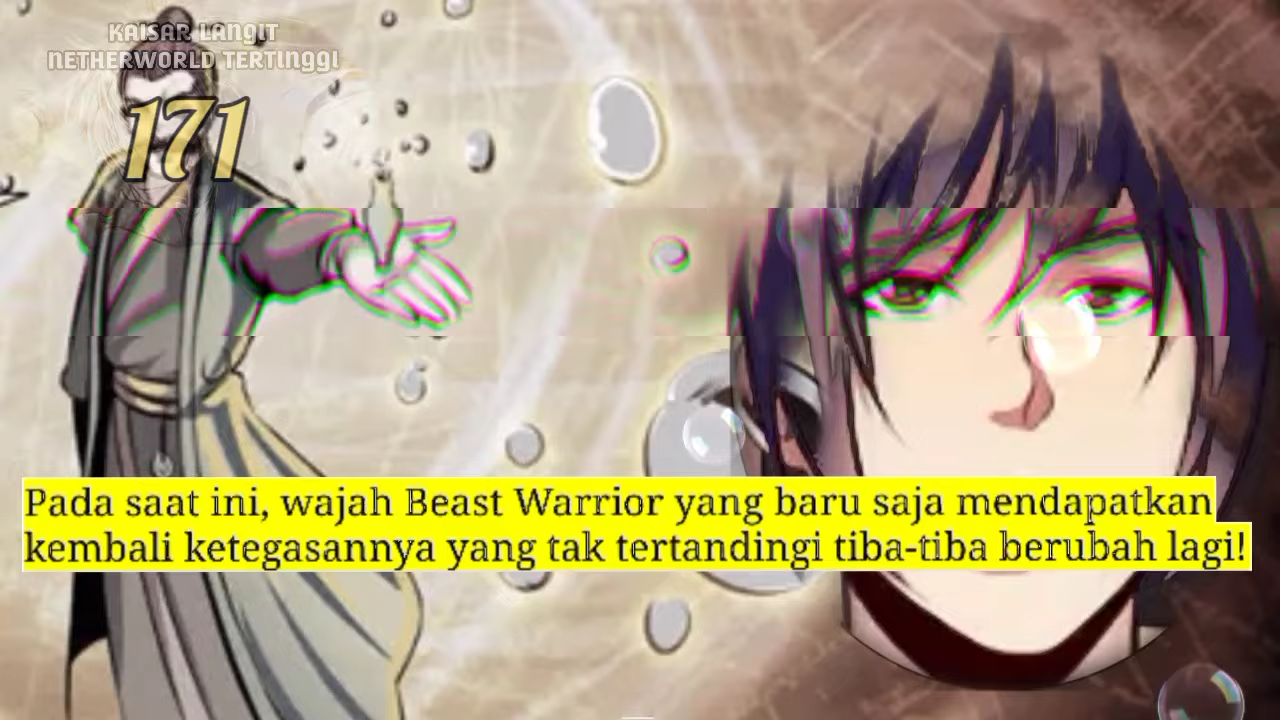 KAISAR LANGIT
NETHERWORLD TERTINGGI
171
Pada saat ini, wajah Beast Warrior yang baru saja mendapatkan
kembali ketegasannya yang tak tertandingi tiba-tiba berubah lagi!